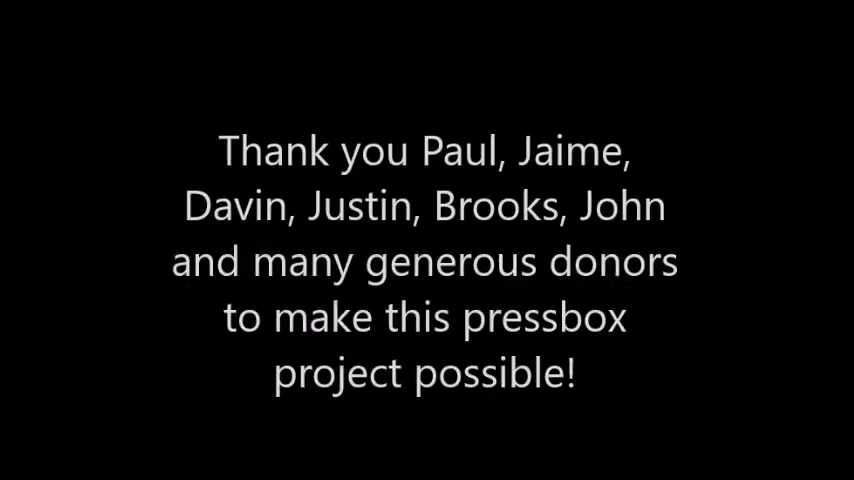 Thank you Paul, Jaime,
Davin, Justin, Brooks, John
and many generous donors
to make this pressbox
project possible!